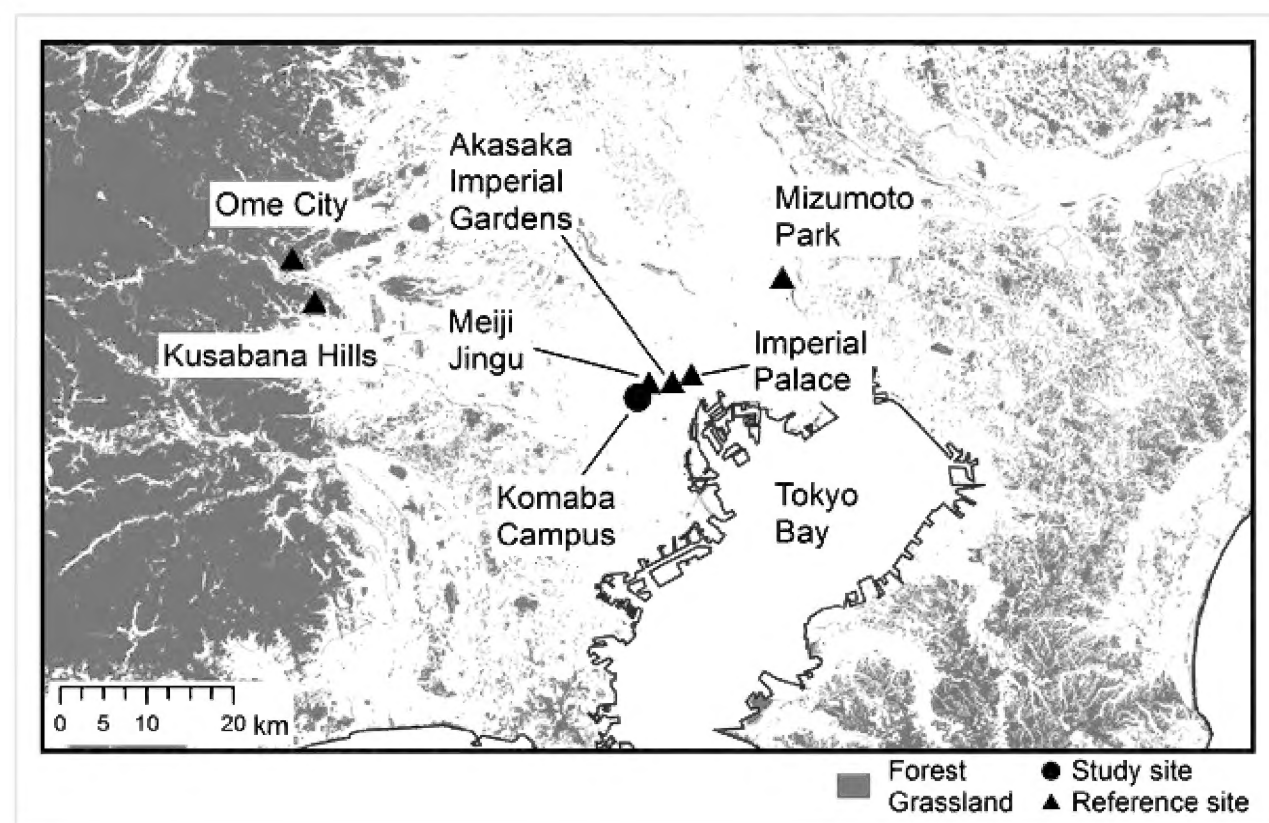 Akasaka
Imperial
Gardens
Ome City
Mizumoto
Park
Kusabana Hills
Meiji
Jingu
Imperial
Palace
Komaba
Campus
Tokyo
Bay
0 5 10 20 km
Forest
Grassland
Study site
Reference site